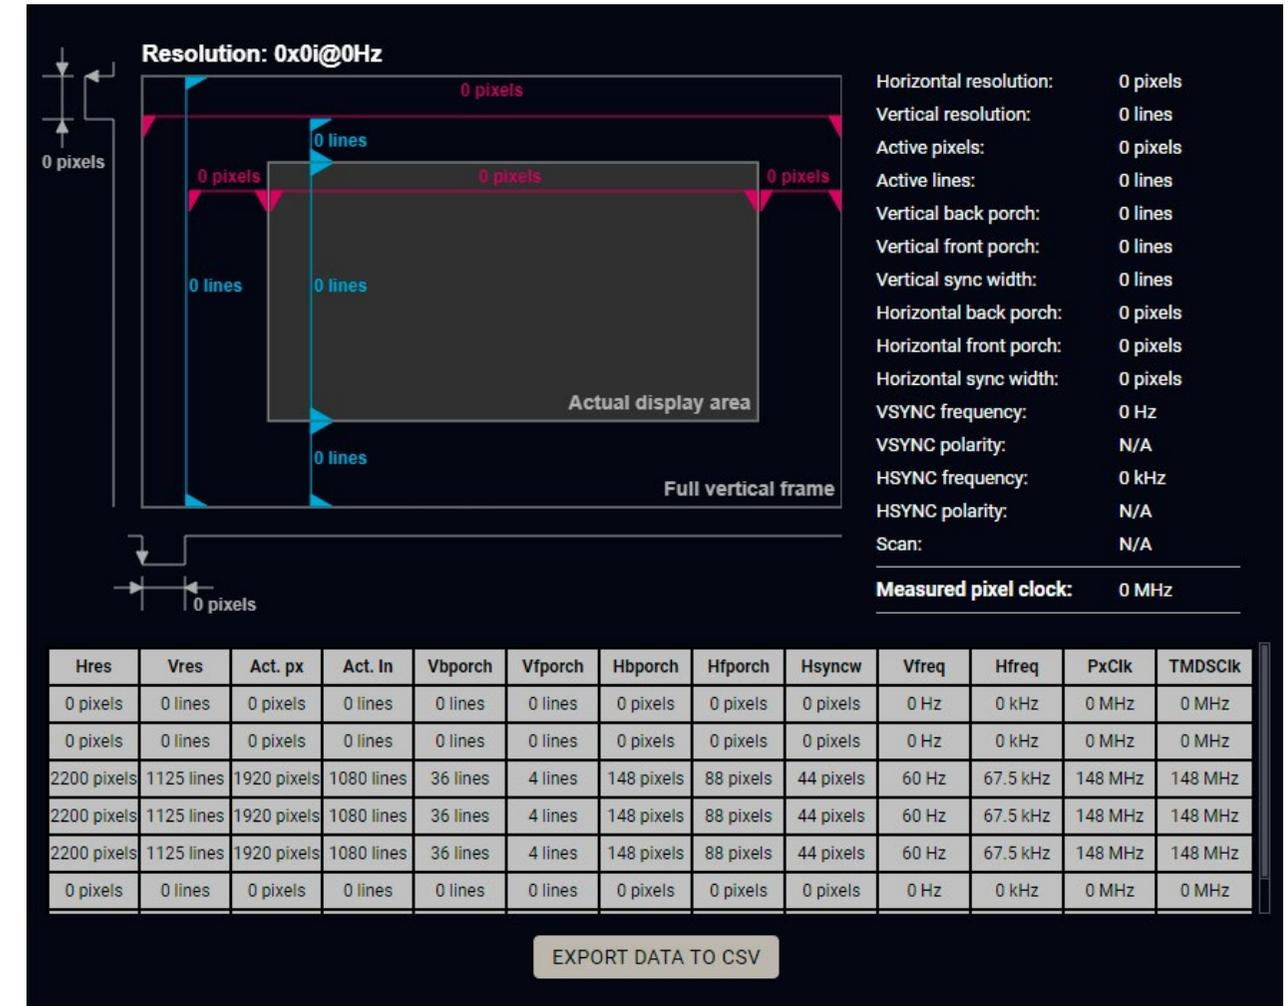 Resolution: 0x0i@0Hz
0 pixels
0 lines
0 pixels
0 pixels
0 pixels
0 pixels
0 lines
0 lines
Actual display area
0 lines
Full vertical frame
0 pixels
Horizontal resolution: 0 pixels
Vertical resolution: 0 lines
Active pixels: 0 pixels
Active lines: 0 lines
Vertical back porch: 0 lines
Vertical front porch: 0 lines
Vertical sync width: 0 lines
Horizontal back porch: 0 pixels
Horizontal front porch: 0 pixels
Horizontal sync width: 0 pixels
VSYNC frequency: 0 Hz
VSYNC polarity: N/A
HSYNC frequency: 0 kHz
HSYNC polarity: N/A
Scan: N/A
Measured pixel clock: 0 MHz
Hres Vres Act. px Act. ln Vbporch Vfporch Hbporch Hfporch Hsyncw Vfreq Hfreq PxClk TMDSClk
0 pixels 0 lines 0 pixels 0 lines 0 lines 0 lines 0 pixels 0 pixels 0 pixels 0 Hz 0 kHz 0 MHz 0 MHz
0 pixels 0 lines 0 pixels 0 lines 0 lines 0 lines 0 pixels 0 pixels 0 pixels 0 Hz 0 kHz 0 MHz 0 MHz
2200 pixels 1125 lines 1920 pixels 1080 lines 36 lines 4 lines 148 pixels 88 pixels 44 pixels 60 Hz 67.5 kHz 148 MHz 148 MHz
2200 pixels 1125 lines 1920 pixels 1080 lines 36 lines 4 lines 148 pixels 88 pixels 44 pixels 60 Hz 67.5 kHz 148 MHz 148 MHz
2200 pixels 1125 lines 1920 pixels 1080 lines 36 lines 4 lines 148 pixels 88 pixels 44 pixels 60 Hz 67.5 kHz 148 MHz 148 MHz
0 pixels 0 lines 0 pixels 0 lines 0 lines 0 lines 0 pixels 0 pixels 0 pixels 0 Hz 0 kHz 0 MHz 0 MHz
EXPORT DATA TO CSV